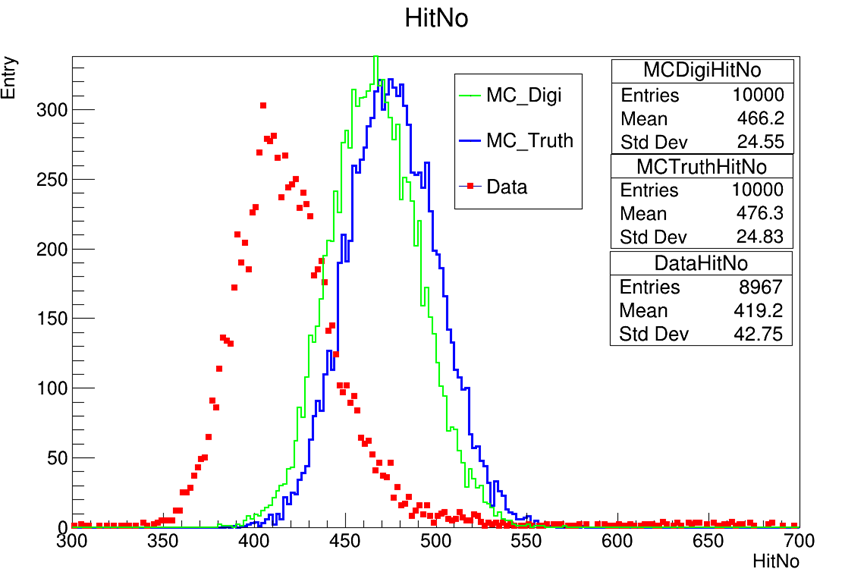 HitNo
Entry
MC_Digi
MC_Truth
Data
MCDigiHitNo
Entries 10000
Mean 466.2
Std Dev 24.55
MCTruthHitNo
Entries 10000
Mean 476.3
Std Dev 24.83
DataHitNo
Entries 8967
Mean 419.2
Std Dev 42.75
300
250
200
150
100
50
0
300 350 400 450 500 550 600 650 700
HitNo